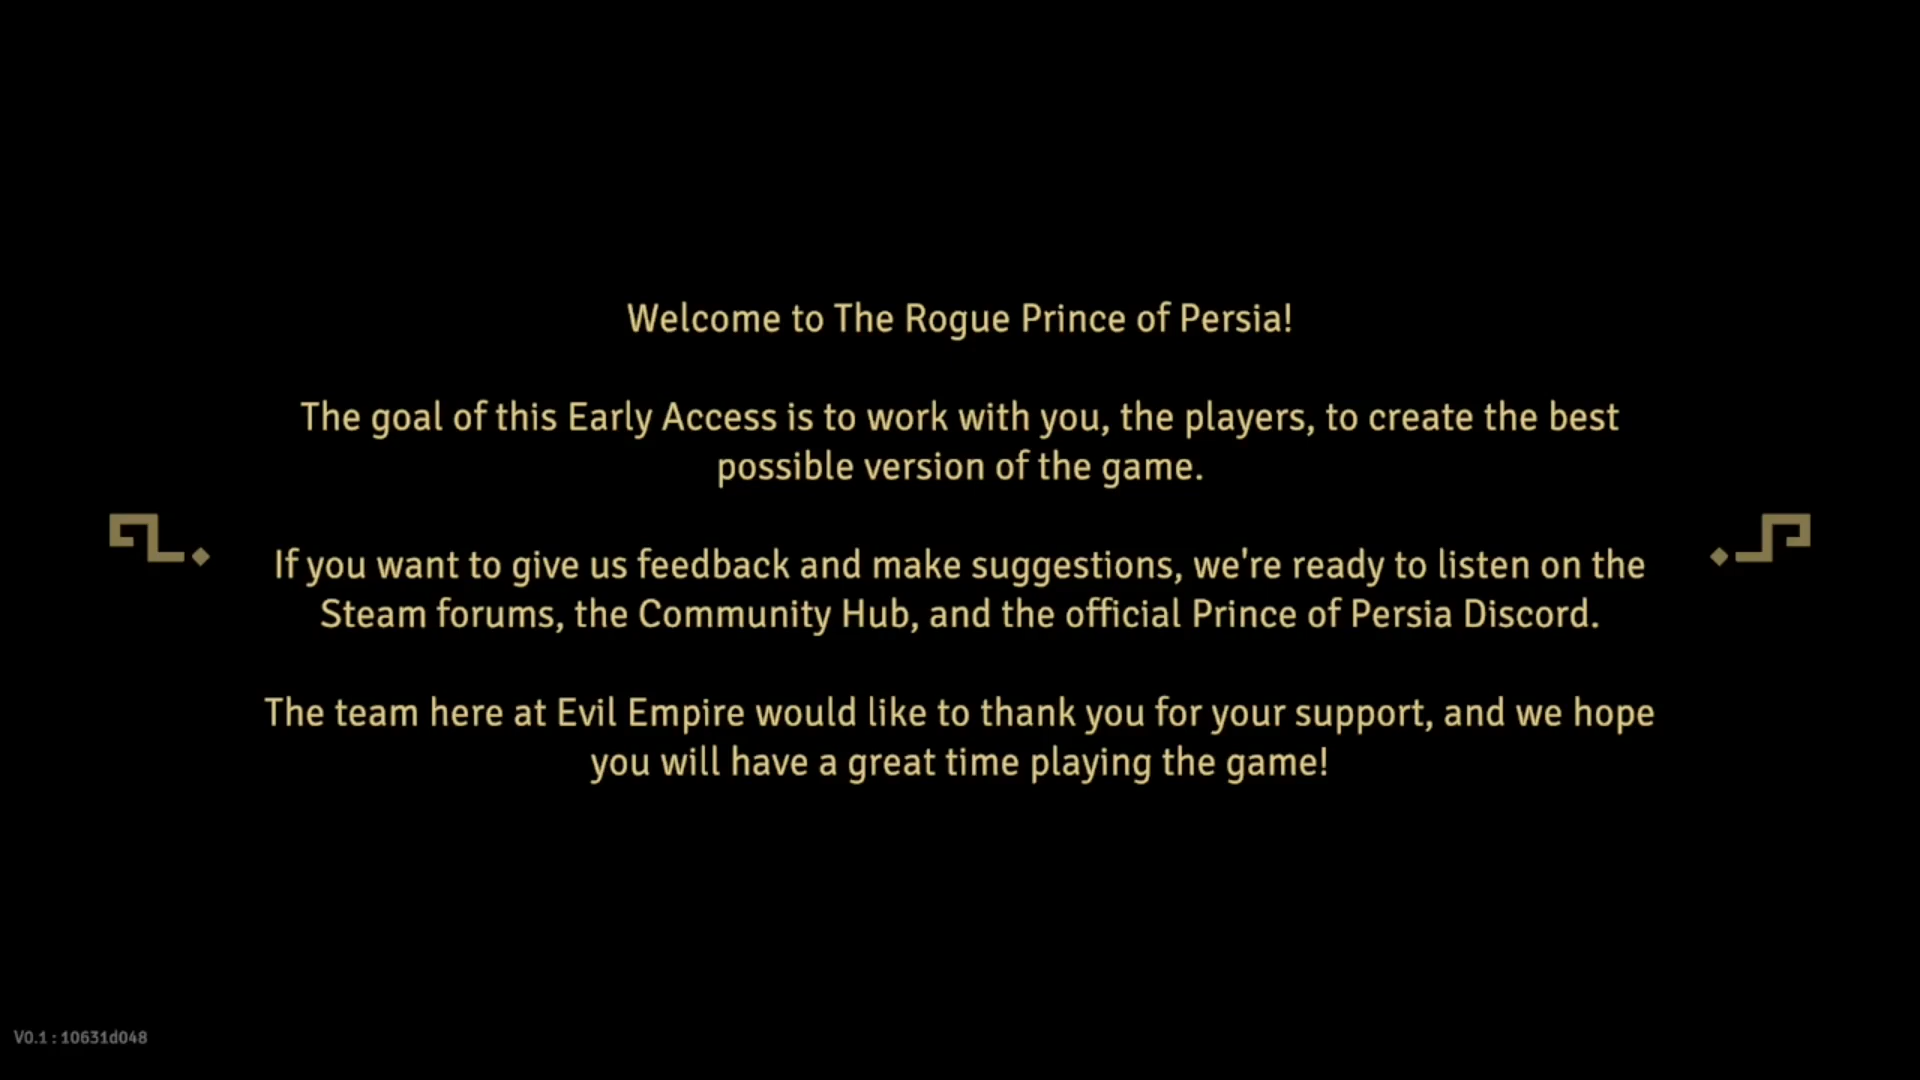 Welcome to The Rogue Prince of Persia!
The goal of this Early Access is to work with you, the players, to create the best
possible version of the game.
If you want to give us feedback and make suggestions, we're ready to listen on the
Steam forums, the Community Hub, and the official Prince of Persia Discord.
The team here at Evil Empire would like to thank you for your support, and we hope
you will have a great time playing the game!
V0.1 : 10631d048